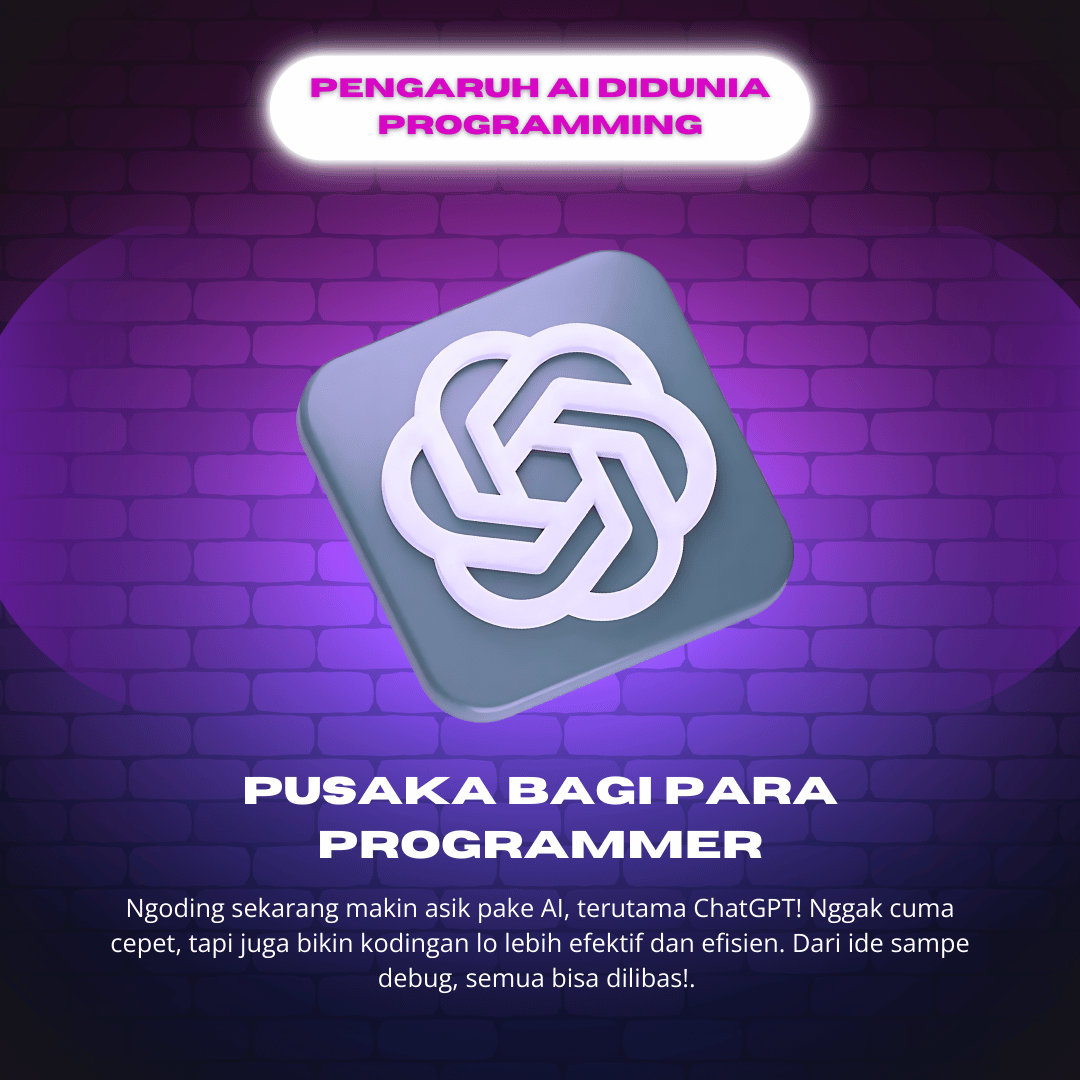 PENGARUH AI DIDUNIA
PROGRAMMING
PUSAKA BAGI PARA
PROGRAMMER
Ngoding sekarang makin asik pake AI, terutama ChatGPT! Nggak cuma
cepet, tapi juga bikin kodingan lo lebih efektif dan efisien. Dari ide sampe
debug, semua bisa dilibas!.